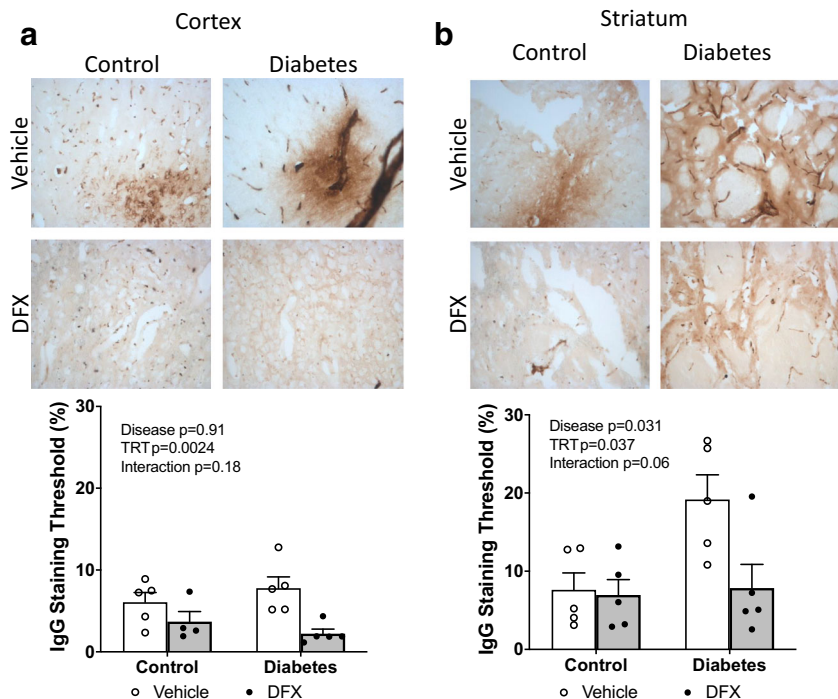 a
Cortex
Control Diabetes
Vehicle
DFX
30
20
10
0
IgG Staining Threshold (%)
Disease p=0.91
TRT p=0.0024
Interaction p=0.18
Control Diabetes
Vehicle DFX
b
Striatum
Control Diabetes
Vehicle
DFX
30
20
10
0
IgG Staining Threshold (%)
Disease p=0.031
TRT p=0.037
Interaction p=0.06
Control Diabetes
Vehicle DFX